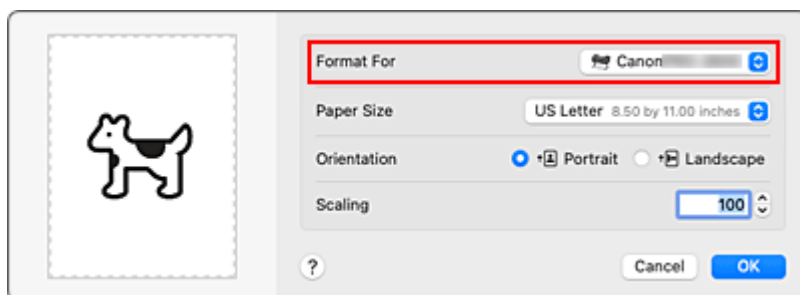 Format For Canon
Paper Size US Letter 8.50 by 11.00 inches
Orientation Portrait Landscape
Scaling 100
? Cancel OK